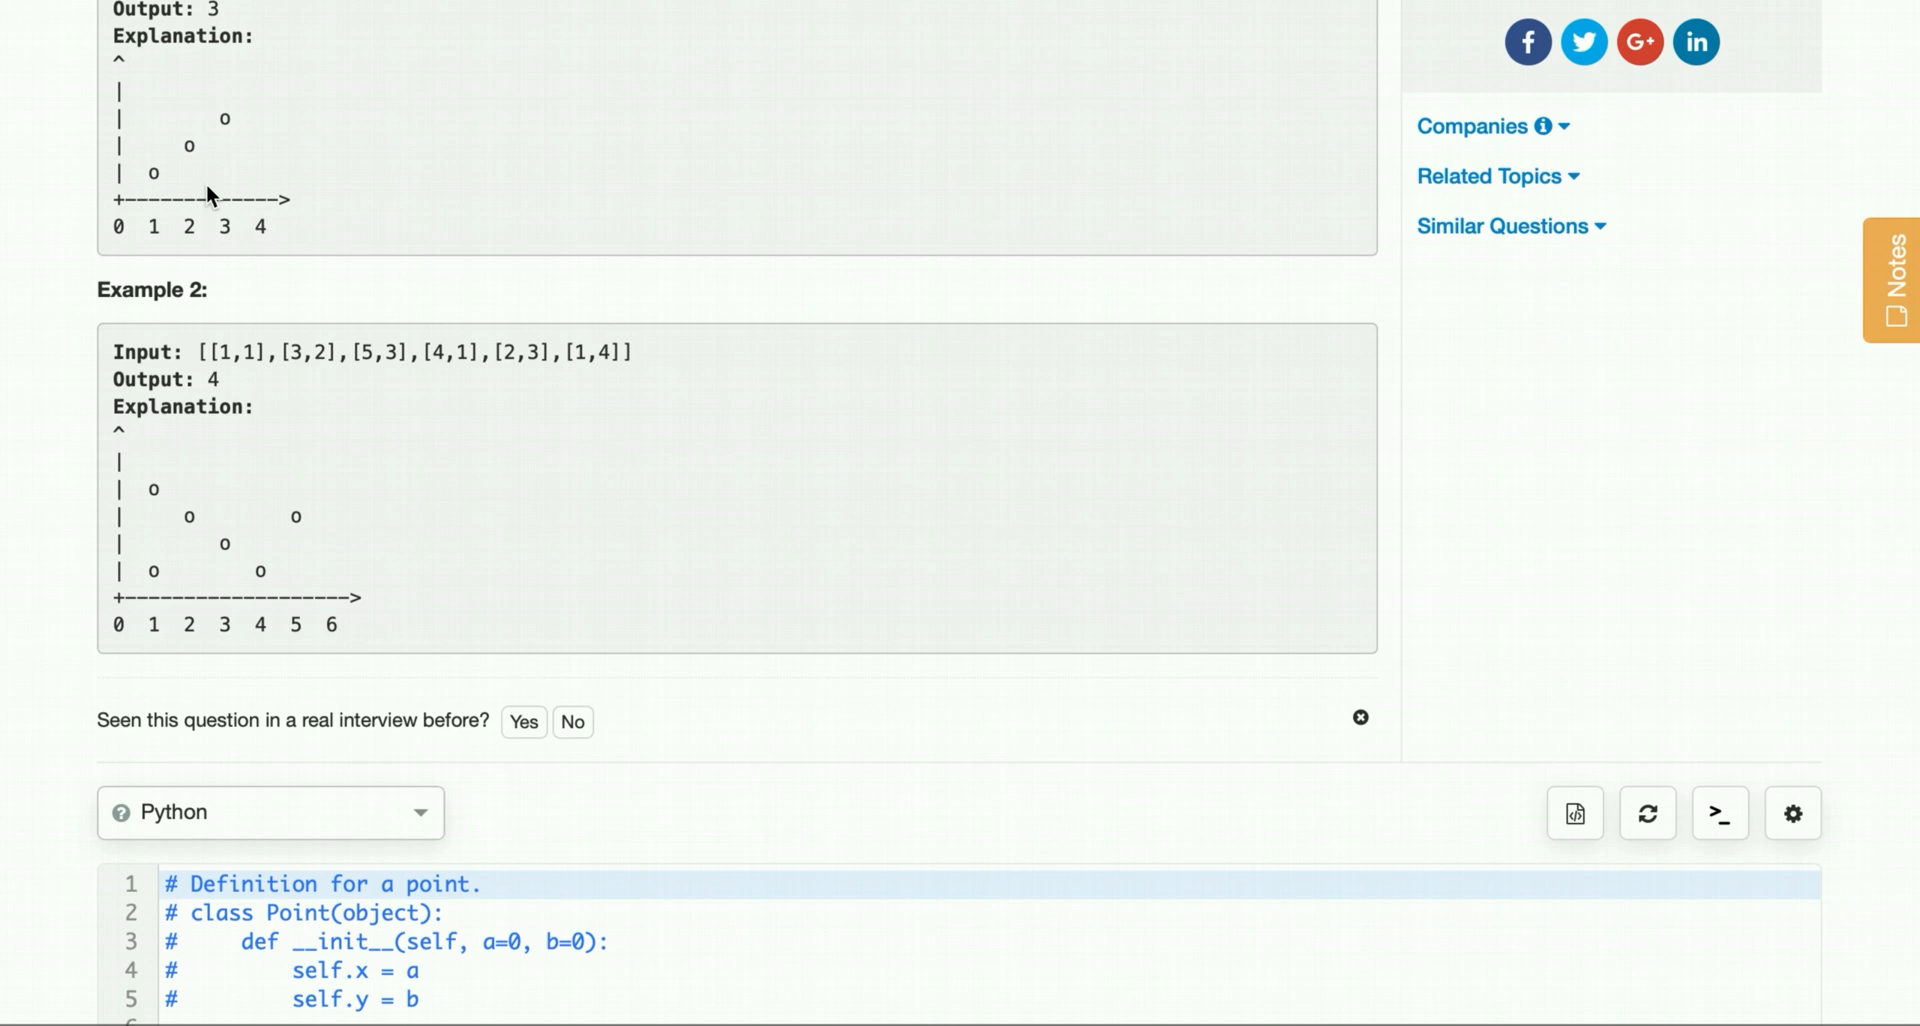 Output: 3
Explanation:
^
|
| o
| o
| o
+------------->
0 1 2 3 4
Example 2:
Input: [[1,1],[3,2],[5,3],[4,1],[2,3],[1,4]]
Output: 4
Explanation:
^
|
| o
| o o
| o
| o o
+------------------->
0 1 2 3 4 5 6
Seen this question in a real interview before? Yes No
f G+ in
Companies
Related Topics
Similar Questions
Notes
? Python
>_
1 # Definition for a point.
2 # class Point(object):
3 # def __init__(self, a=0, b=0):
4 # self.x = a
5 # self.y = b